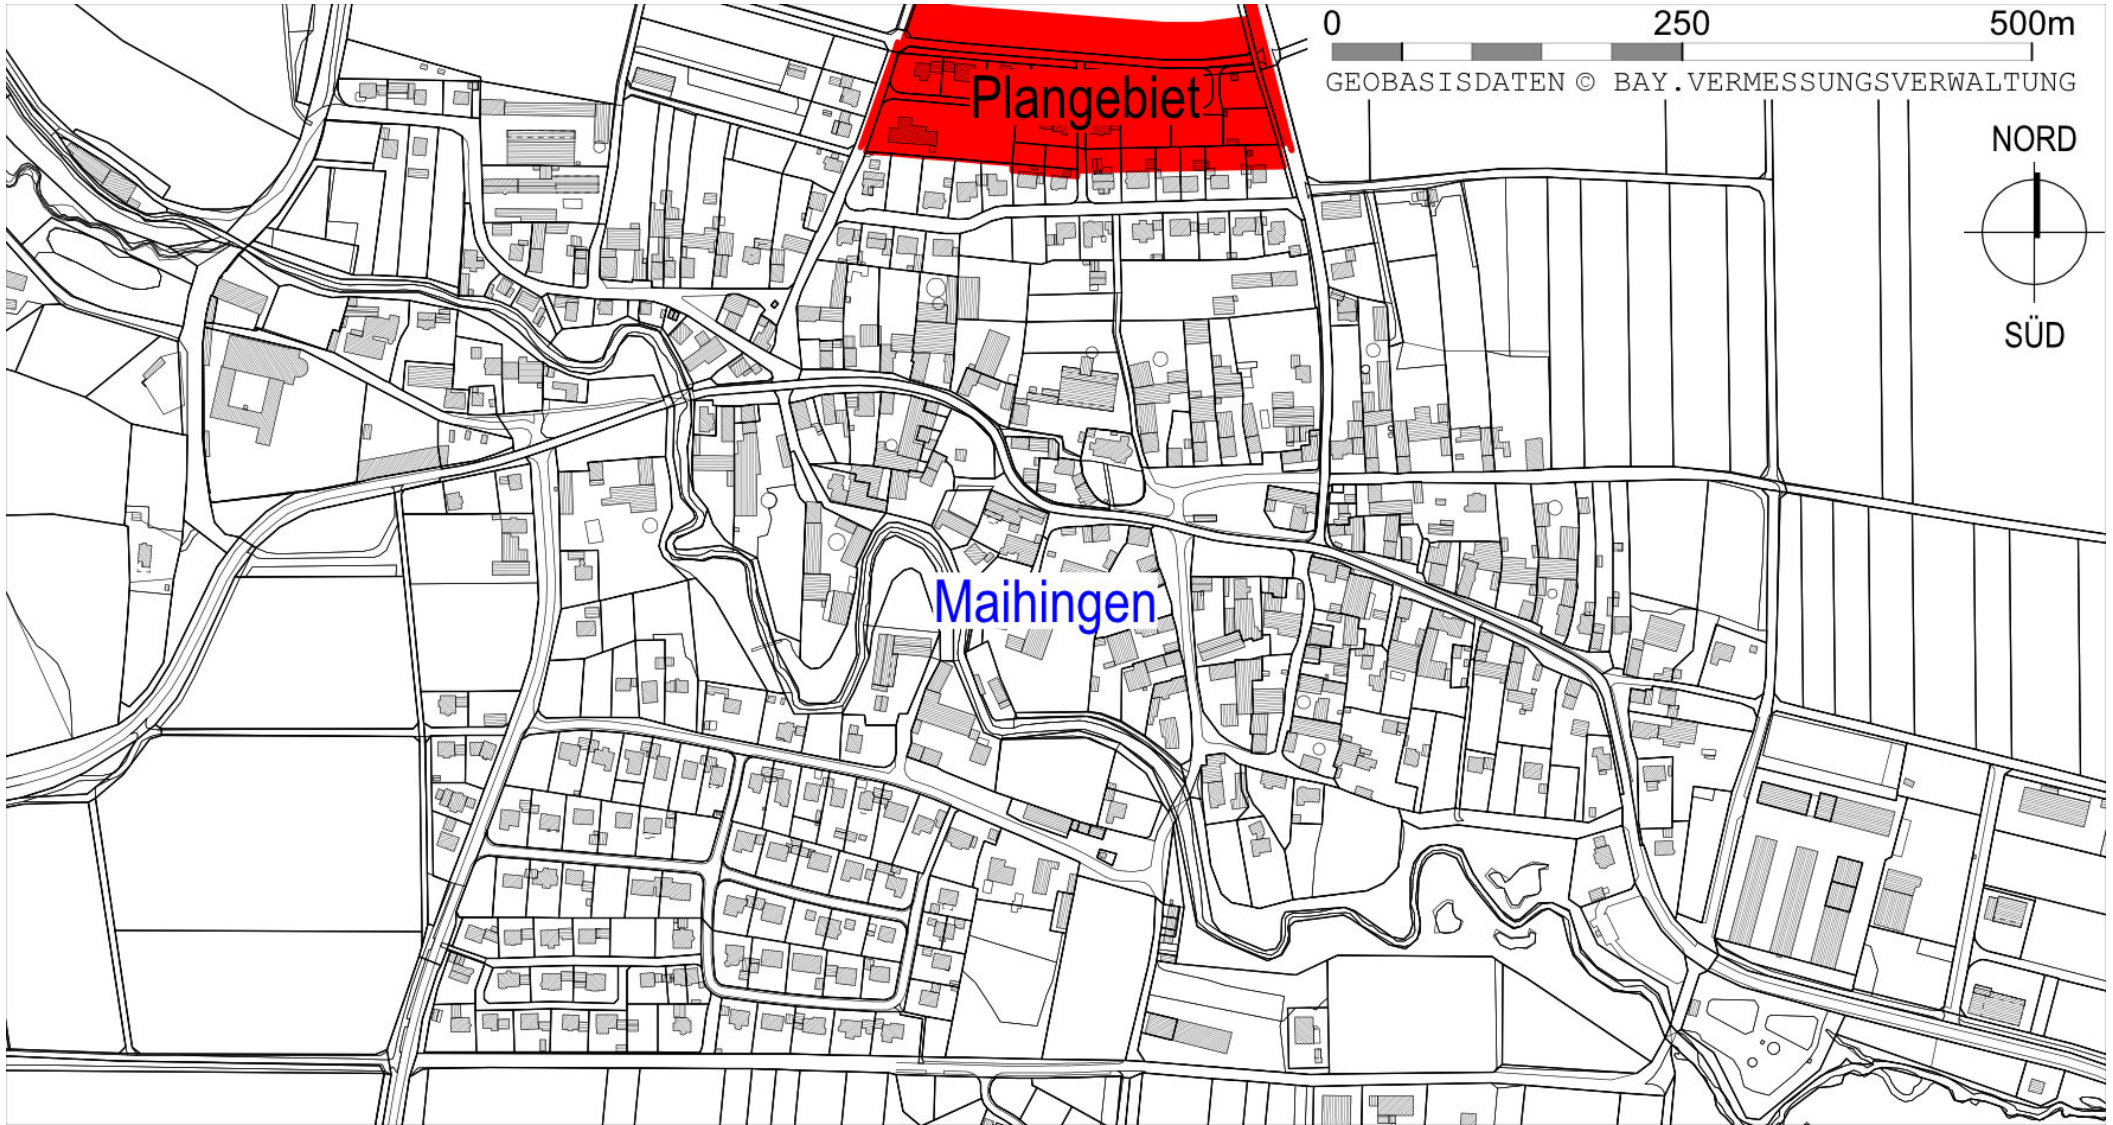 0 250 500m
GEOBASISDATEN © BAY.VERMESSUNGSVERWALTUNG
Plangebiet
NORD
SÜD
Maihingen